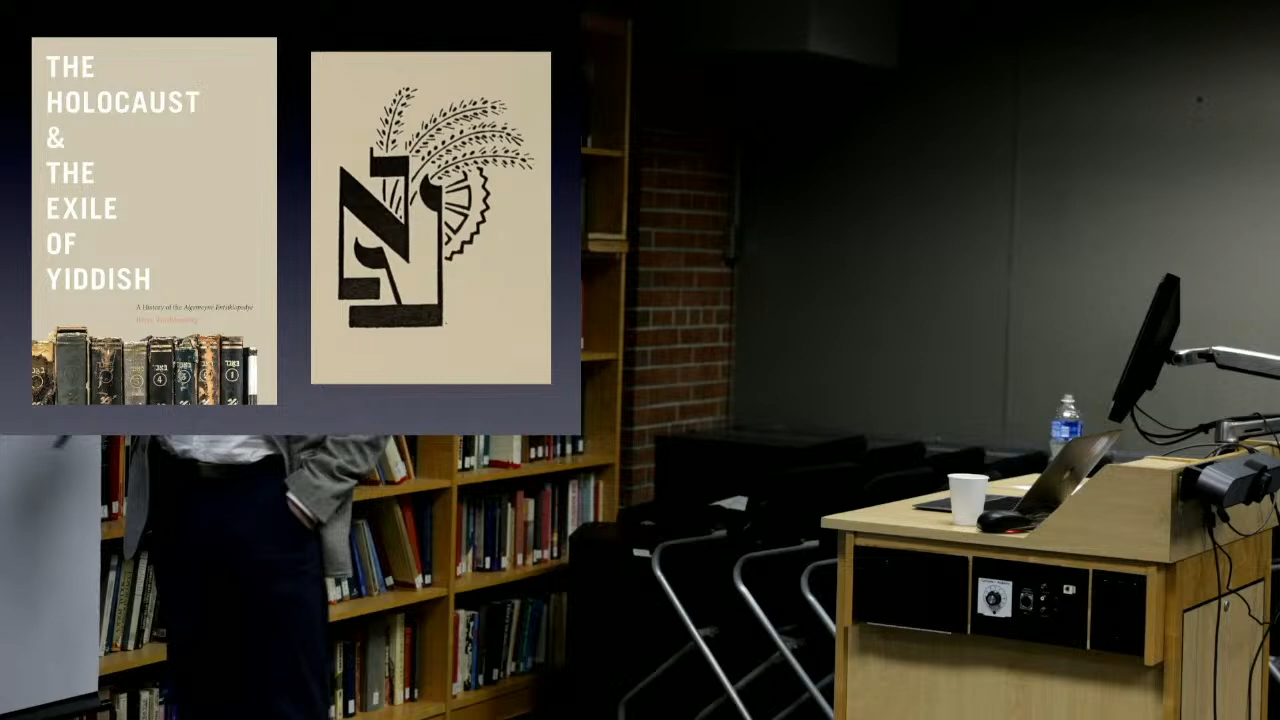 THE
HOLOCAUST
&
THE
EXILE
OF
YIDDISH
A History of the Algemeyne Entsiklopedye